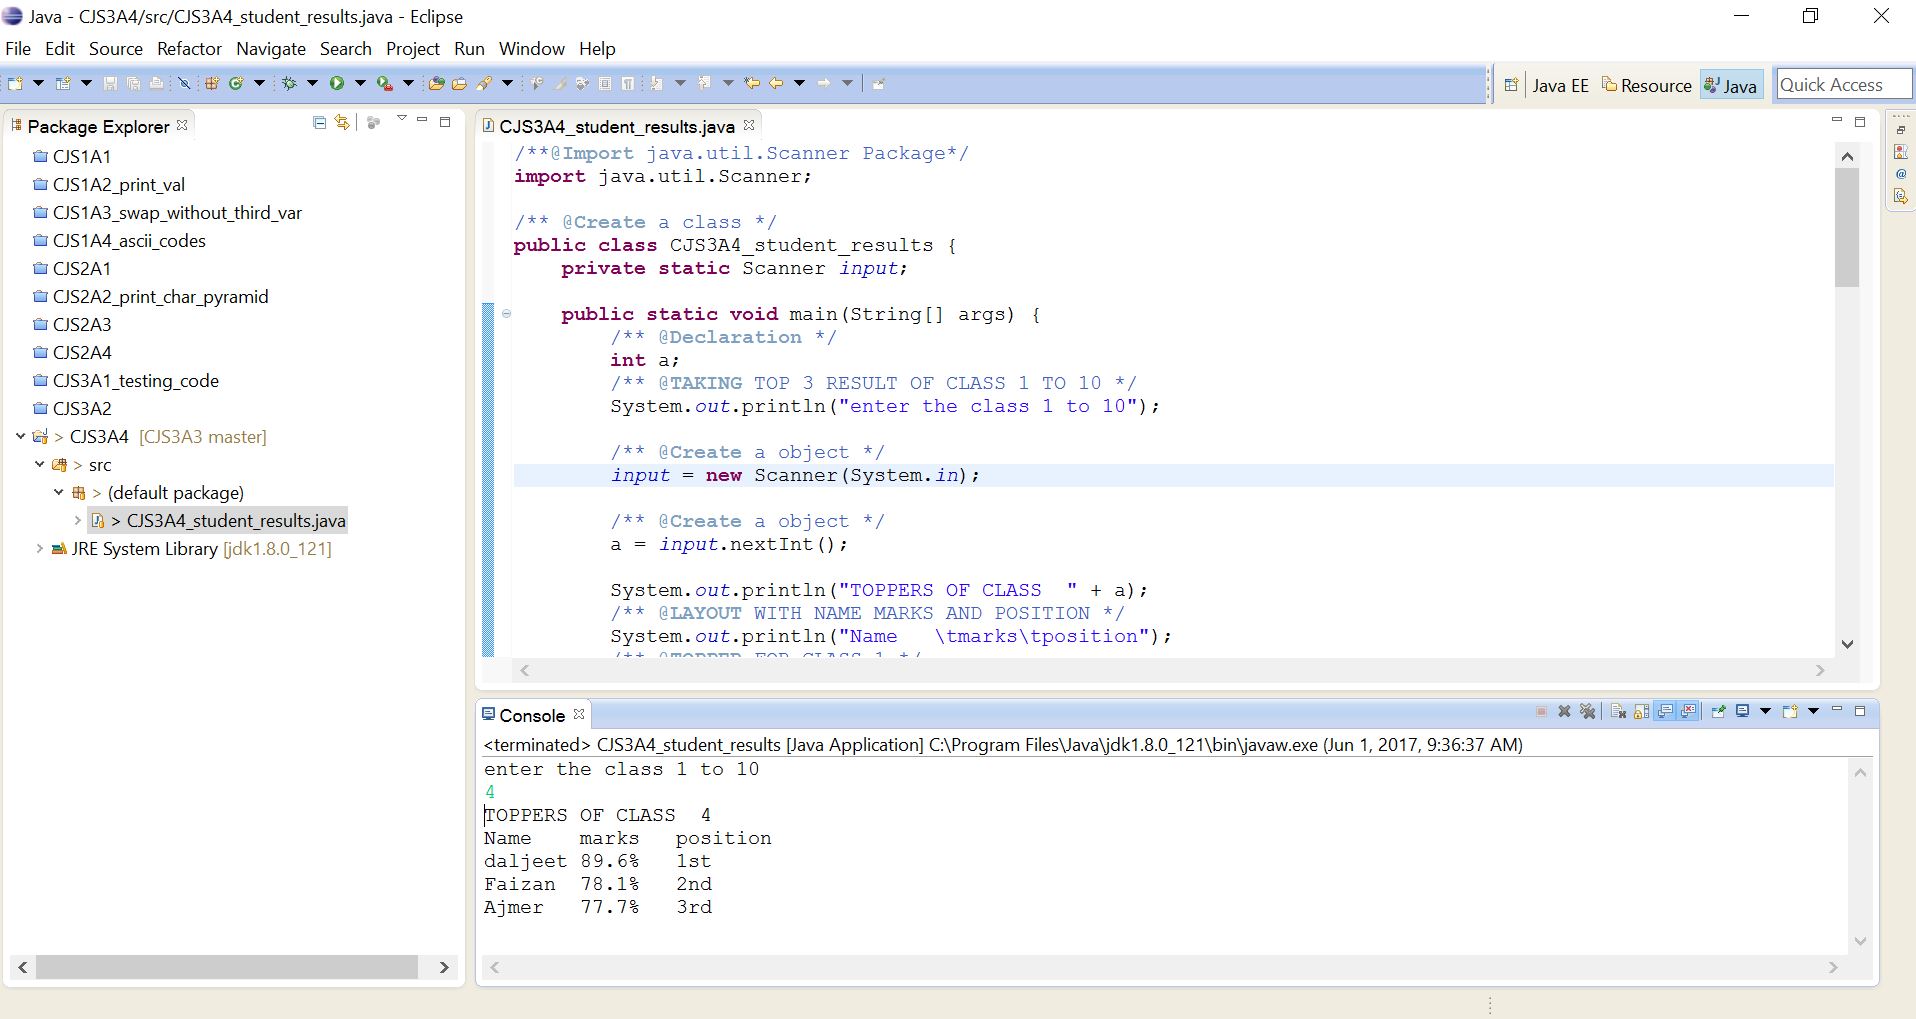 Java - CJS3A4/src/CJS3A4_student_results.java - Eclipse
File Edit Source Refactor Navigate Search Project Run Window Help
Java EE Resource Java Quick Access
Package Explorer
CJS1A1
CJS1A2_print_val
CJS1A3_swap_without_third_var
CJS1A4_ascii_codes
CJS2A1
CJS2A2_print_char_pyramid
CJS2A3
CJS2A4
CJS3A1_testing_code
CJS3A2
> CJS3A4 [CJS3A3 master]
> src
> (default package)
> CJS3A4_student_results.java
JRE System Library [jdk1.8.0_121]
CJS3A4_student_results.java
/**@Import java.util.Scanner Package*/
import java.util.Scanner;
/** @Create a class */
public class CJS3A4_student_results {
private static Scanner input;
public static void main(String[] args) {
/** @Declaration */
int a;
/** @TAKING TOP 3 RESULT OF CLASS 1 TO 10 */
System.out.println("enter the class 1 to 10");
/** @Create a object */
input = new Scanner(System.in);
/** @Create a object */
a = input.nextInt();
System.out.println("TOPPERS OF CLASS  " + a);
/** @LAYOUT WITH NAME MARKS AND POSITION */
System.out.println("Name   \tmarks\tposition");
/** @TOPPER FOR CLASS 1 */
Console
<terminated> CJS3A4_student_results [Java Application] C:\Program Files\Java\jdk1.8.0_121\bin\javaw.exe (Jun 1, 2017, 9:36:37 AM)
enter the class 1 to 10
4
TOPPERS OF CLASS  4
Name    marks   position
daljeet 89.6%   1st
Faizan  78.1%   2nd
Ajmer   77.7%   3rd